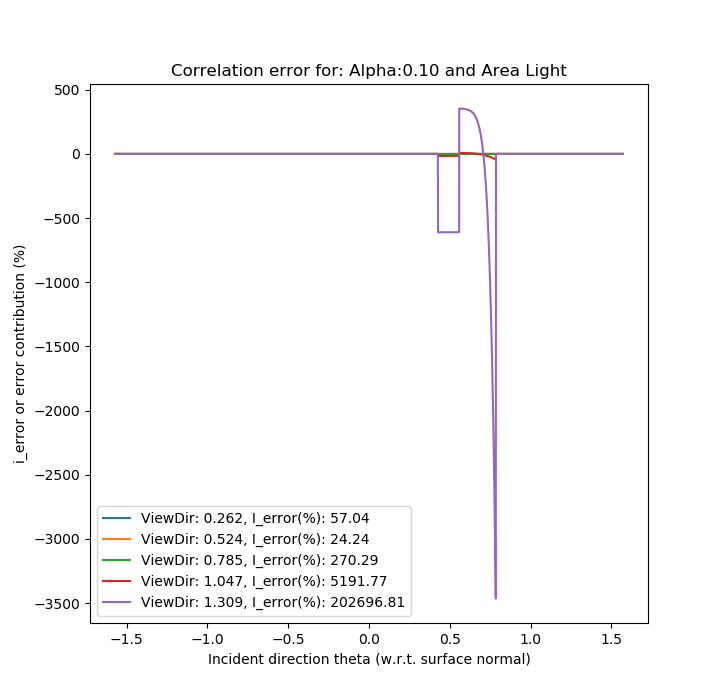 Correlation error for: Alpha:0.10 and Area Light
500
0
−500
−1000
−1500
−2000
−2500
−3000
−3500
i_error or error contribution (%)
ViewDir: 0.262, I_error(%): 57.04
ViewDir: 0.524, I_error(%): 24.24
ViewDir: 0.785, I_error(%): 270.29
ViewDir: 1.047, I_error(%): 5191.77
ViewDir: 1.309, I_error(%): 202696.81
−1.5 −1.0 −0.5 0.0 0.5 1.0 1.5
Incident direction theta (w.r.t. surface normal)